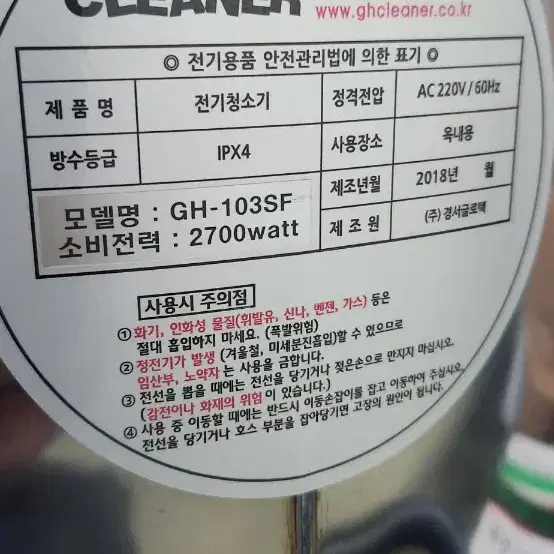 CLEANER
www.ghcleaner.co.kr
◎ 전기용품 안전관리법에 의한 표기 ◎
제 품 명 전기청소기 정격전압 AC 220V / 60Hz
방수등급 IPX4 사용장소 옥내용
제조년월 2018년 월
모델명 : GH-103SF
소비전력 : 2700watt
제 조 원 (주) 경서글로텍
사용시 주의점
① 화기, 인화성 물질(휘발유, 신나, 벤젠, 가스) 등은
절대 흡입하지 마세요. (폭발위험)
② 정전기가 발생 (겨울철, 미세분진흡입)할 수 있으므로
임산부, 노약자는 사용을 금합니다.
③ 전선을 뽑을 때에는 전선을 당기거나 젖은손으로 만지지 마십시오.
(감전이나 화재의 위험이 있습니다.)
④ 사용 중 이동할 때에는 반드시 이동손잡이를 잡고 이동하여 주십시오.
전선을 당기거나 호스 부분을 잡아당기면 고장의 원인이 됩니다.